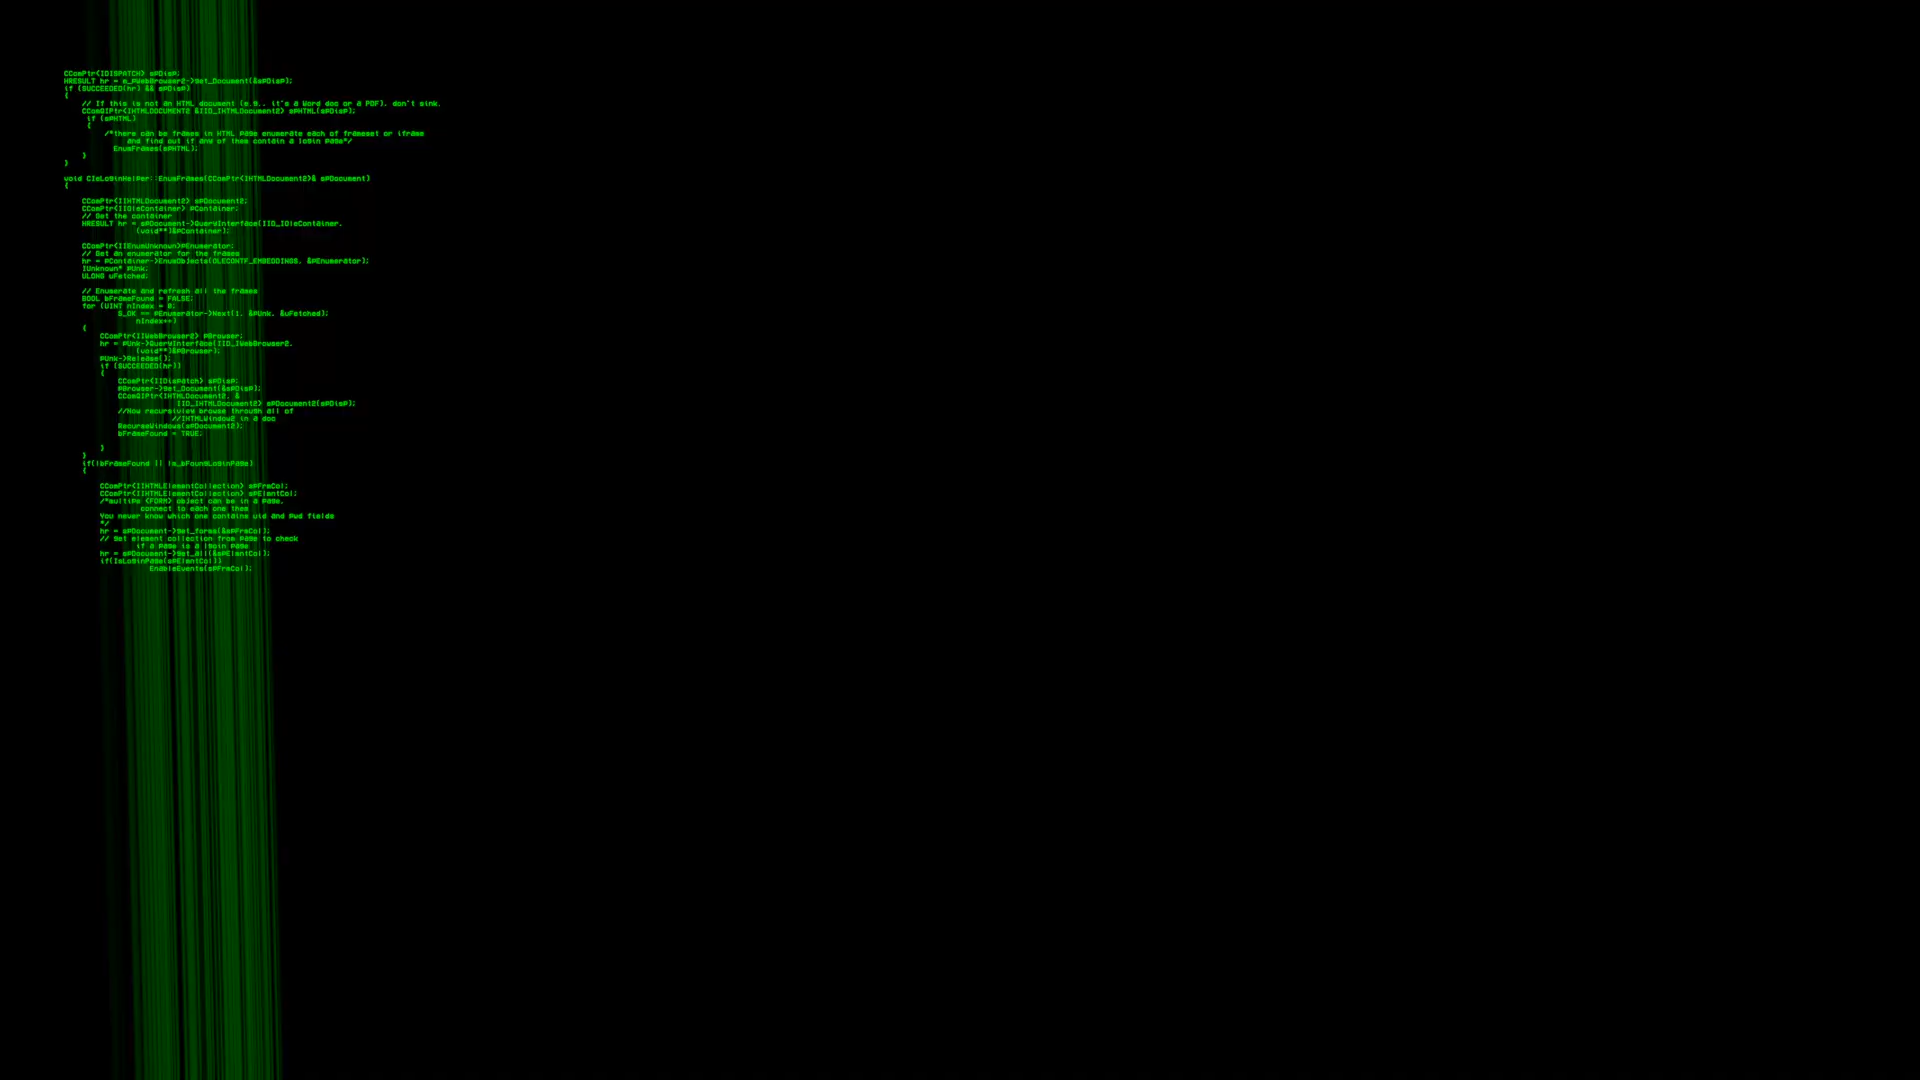 CComPtr<IDISPATCH> spDisp;
HRESULT hr = m_pWebBrowser2->get_Document(&spDisp);
if (SUCCEEDED(hr) && spDisp)
{
// If this is not an HTML document (e.g., it's a Word doc or a PDF), don't sink.
CComQIPtr<IHTMLDOCUMENT2 &IID_IHTMLDocument2> spHTML(spDisp);
if (spHTML)
{
/*there can be frames in HTML page enumerate each of frameset or iframe
and find out if any of them contain a login page*/
EnumFrames(spHTML);
}
}
void CIeLoginHelper::EnumFrames(CComPtr<IHTMLDocument2>& spDocument)
{
CComPtr<IIHTMLDocument2> spDocument2;
CComPtr<IIOleContainer> pContainer;
// Get the container
HRESULT hr = spDocument->QueryInterface(IID_IOleContainer,
(void**)&pContainer);
CComPtr<IIEnumUnknown>pEnumerator;
// Get an enumerator for the frames
hr = pContainer->EnumObjects(OLECONTF_EMBEDDINGS, &pEnumerator);
IUnknown* pUnk;
ULONG uFetched;
// Enumerate and refresh all the frames
BOOL bFrameFound = FALSE;
for (UINT nIndex = 0;
S_OK == pEnumerator->Next(1, &pUnk, &uFetched);
nIndex++)
{
CComPtr<IIWebBrowser2> pBrowser;
hr = pUnk->QueryInterface(IID_IWebBrowser2,
(void**)&pBrowser);
pUnk->Release();
if (SUCCEEDED(hr))
{
CComPtr<IIDispatch> spDisp;
pBrowser->get_Document(&spDisp);
CComQIPtr<IHTMLDocument2, &
IID_IHTMLDocument2> spDocument2(spDisp);
//Now recursivley browse through all of
//IHTMLWindow2 in a doc
RecurseWindows(spDocument2);
bFrameFound = TRUE;
}
}
if(!bFrameFound || !m_bFoungLoginPage)
{
CComPtr<IIHTMLElementCollection> spFrmCol;
CComPtr<IIHTMLElementCollection> spElmntCol;
/*multipe <FORM> object can be in a page,
connect to each one them
You never know which one contains uid and pwd fields
*/
hr = spDocument->get_forms(&spFrmCol);
// get element collection from page to check
if a page is a lgoin page
hr = spDocument->get_all(&spElmntCol);
if(IsLoginPage(spElmntCol))
EnableEvents(spFrmCol);